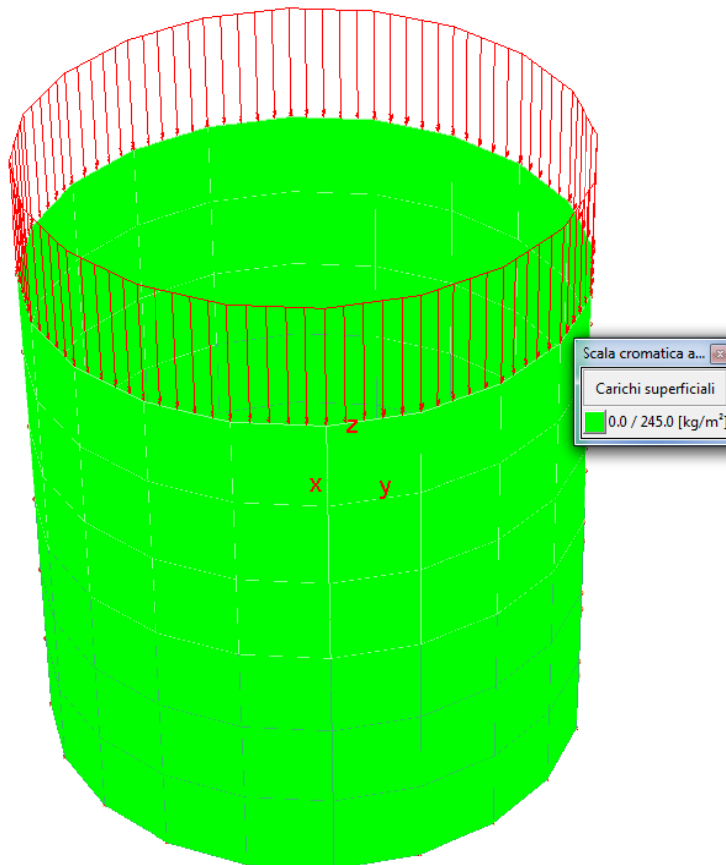 Scala cromatica a...
Carichi superficiali
0.0 / 245.0 [kg/m²]
z
x
y